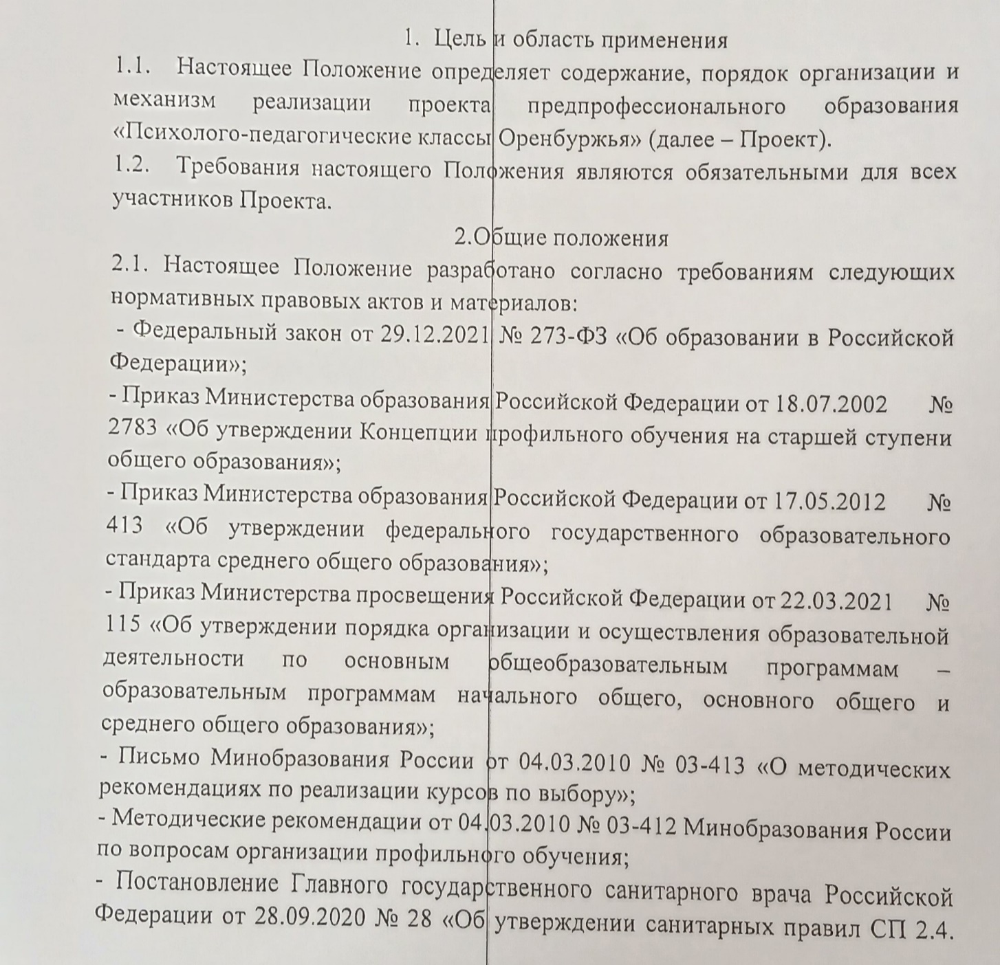 1. Цель и область применения
1.1. Настоящее Положение определяет содержание, порядок организации и
механизм реализации проекта предпрофессионального образования
«Психолого-педагогические классы Оренбуржья» (далее – Проект).
1.2. Требования настоящего Положения являются обязательными для всех
участников Проекта.
2.Общие положения
2.1. Настоящее Положение разработано согласно требованиям следующих
нормативных правовых актов и материалов:
- Федеральный закон от 29.12.2021 № 273-ФЗ «Об образовании в Российской
Федерации»;
- Приказ Министерства образования Российской Федерации от 18.07.2002 №
2783 «Об утверждении Концепции профильного обучения на старшей ступени
общего образования»;
- Приказ Министерства образования Российской Федерации от 17.05.2012 №
413 «Об утверждении федерального государственного образовательного
стандарта среднего общего образования»;
- Приказ Министерства просвещения Российской Федерации от 22.03.2021 №
115 «Об утверждении порядка организации и осуществления образовательной
деятельности по основным общеобразовательным программам –
образовательным программам начального общего, основного общего и
среднего общего образования»;
- Письмо Минобразования России от 04.03.2010 № 03-413 «О методических
рекомендациях по реализации курсов по выбору»;
- Методические рекомендации от 04.03.2010 № 03-412 Минобразования России
по вопросам организации профильного обучения;
- Постановление Главного государственного санитарного врача Российской
Федерации от 28.09.2020 № 28 «Об утверждении санитарных правил СП 2.4.